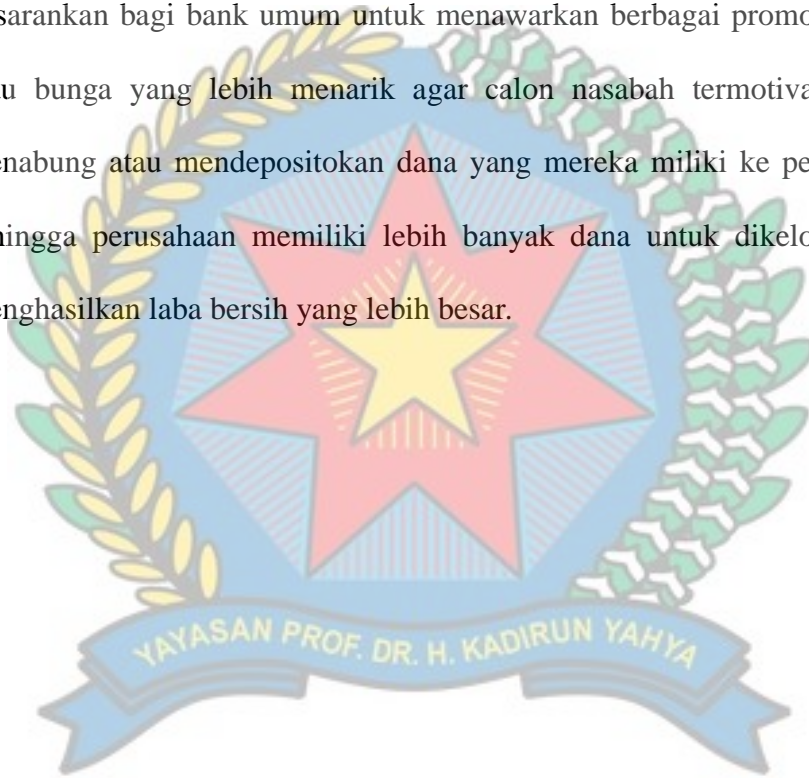 sarankan bagi bank umum untuk menawarkan berbagai promo
u bunga yang lebih menarik agar calon nasabah termotiva
enabung atau mendepositokan dana yang mereka miliki ke pe
hingga perusahaan memiliki lebih banyak dana untuk dikelo
enghasilkan laba bersih yang lebih besar.
YAYASAN PROF. DR. H. KADIRUN YAHYA